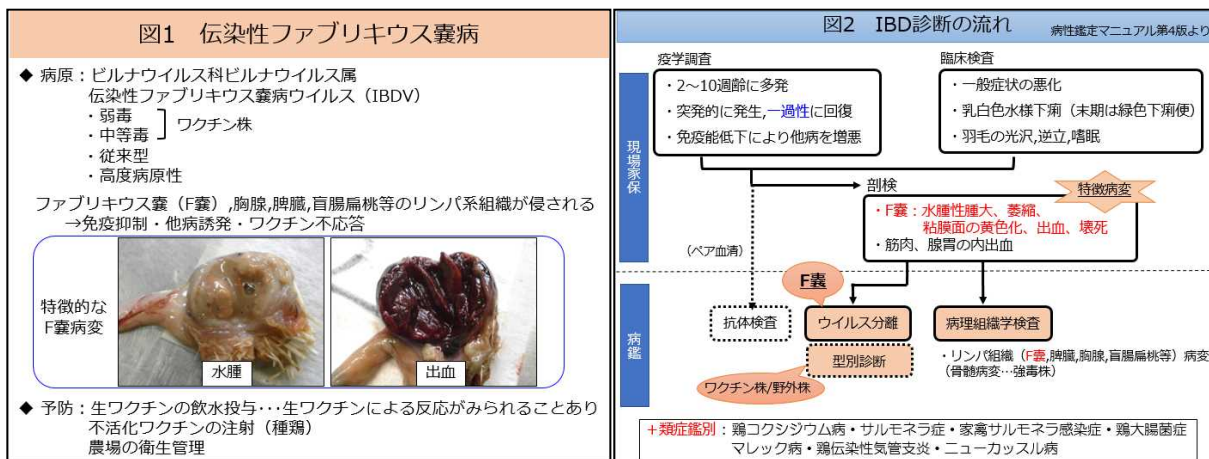 図1 伝染性ファブリキウス嚢病
◆ 病原：ビルナウイルス科ビルナウイルス属
伝染性ファブリキウス嚢病ウイルス（IBDV）
・弱毒
・中等毒
ワクチン株
・従来型
・高度病原性
ファブリキウス嚢（F嚢）,胸腺,脾臓,盲腸扁桃等のリンパ系組織が侵される
→免疫抑制・他病誘発・ワクチン不応答
特徴的な
F嚢病変
水腫
出血
◆ 予防：生ワクチンの飲水投与･･･生ワクチンによる反応がみられることあり
不活化ワクチンの注射（種鶏）
農場の衛生管理
図2 IBD診断の流れ
病性鑑定マニュアル第4版より
現場家保
疫学調査
・2～10週齢に多発
・突発的に発生,一過性に回復
・免疫能低下により他病を増悪
臨床検査
・一般症状の悪化
・乳白色水様下痢（末期は緑色下痢便）
・羽毛の光沢,逆立,嗜眠
剖検
特徴病変
・F嚢：水腫性腫大、萎縮、
粘膜面の黄色化、出血、壊死
・筋肉、腺胃の内出血
（ペア血清）
病鑑
F嚢
抗体検査
ウイルス分離
病理組織学検査
型別診断
ワクチン株/野外株
・リンパ組織（F嚢,脾臓,胸腺,盲腸扁桃等）病変
（骨髄病変…強毒株）
＋類症鑑別：鶏コクシジウム病・サルモネラ症・家禽サルモネラ感染症・鶏大腸菌症
マレック病・鶏伝染性気管支炎・ニューカッスル病